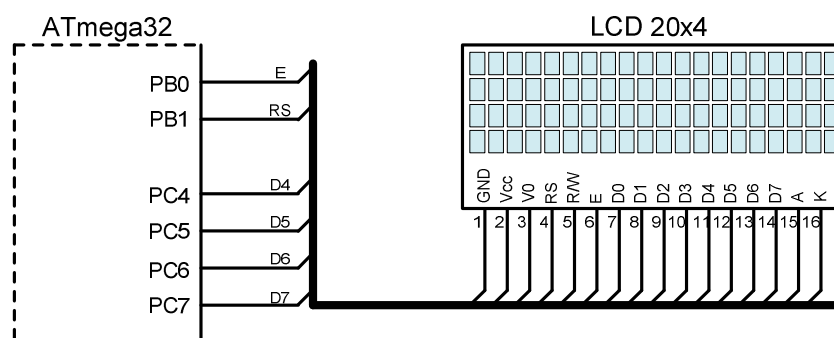 ATmega32
LCD 20x4
PB0 E
PB1 RS
PC4 D4
PC5 D5
PC6 D6
PC7 D7
GND Vcc V0 RS R/W E D0 D1 D2 D3 D4 D5 D6 D7 A K
1 2 3 4 5 6 7 8 9 10 11 12 13 14 15 16